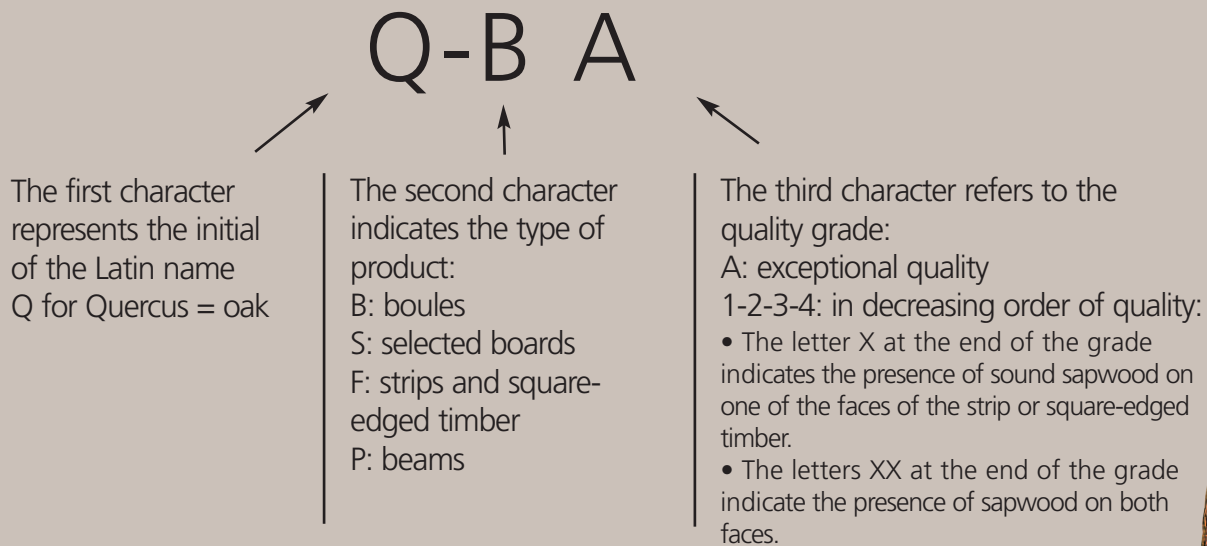 Q-B A
The first character
represents the initial
of the Latin name
Q for Quercus = oak
The second character
indicates the type of
product:
B: boules
S: selected boards
F: strips and square-
edged timber
P: beams
The third character refers to the
quality grade:
A: exceptional quality
1-2-3-4: in decreasing order of quality:
• The letter X at the end of the grade
indicates the presence of sound sapwood on
one of the faces of the strip or square-edged
timber.
• The letters XX at the end of the grade
indicate the presence of sapwood on both
faces.